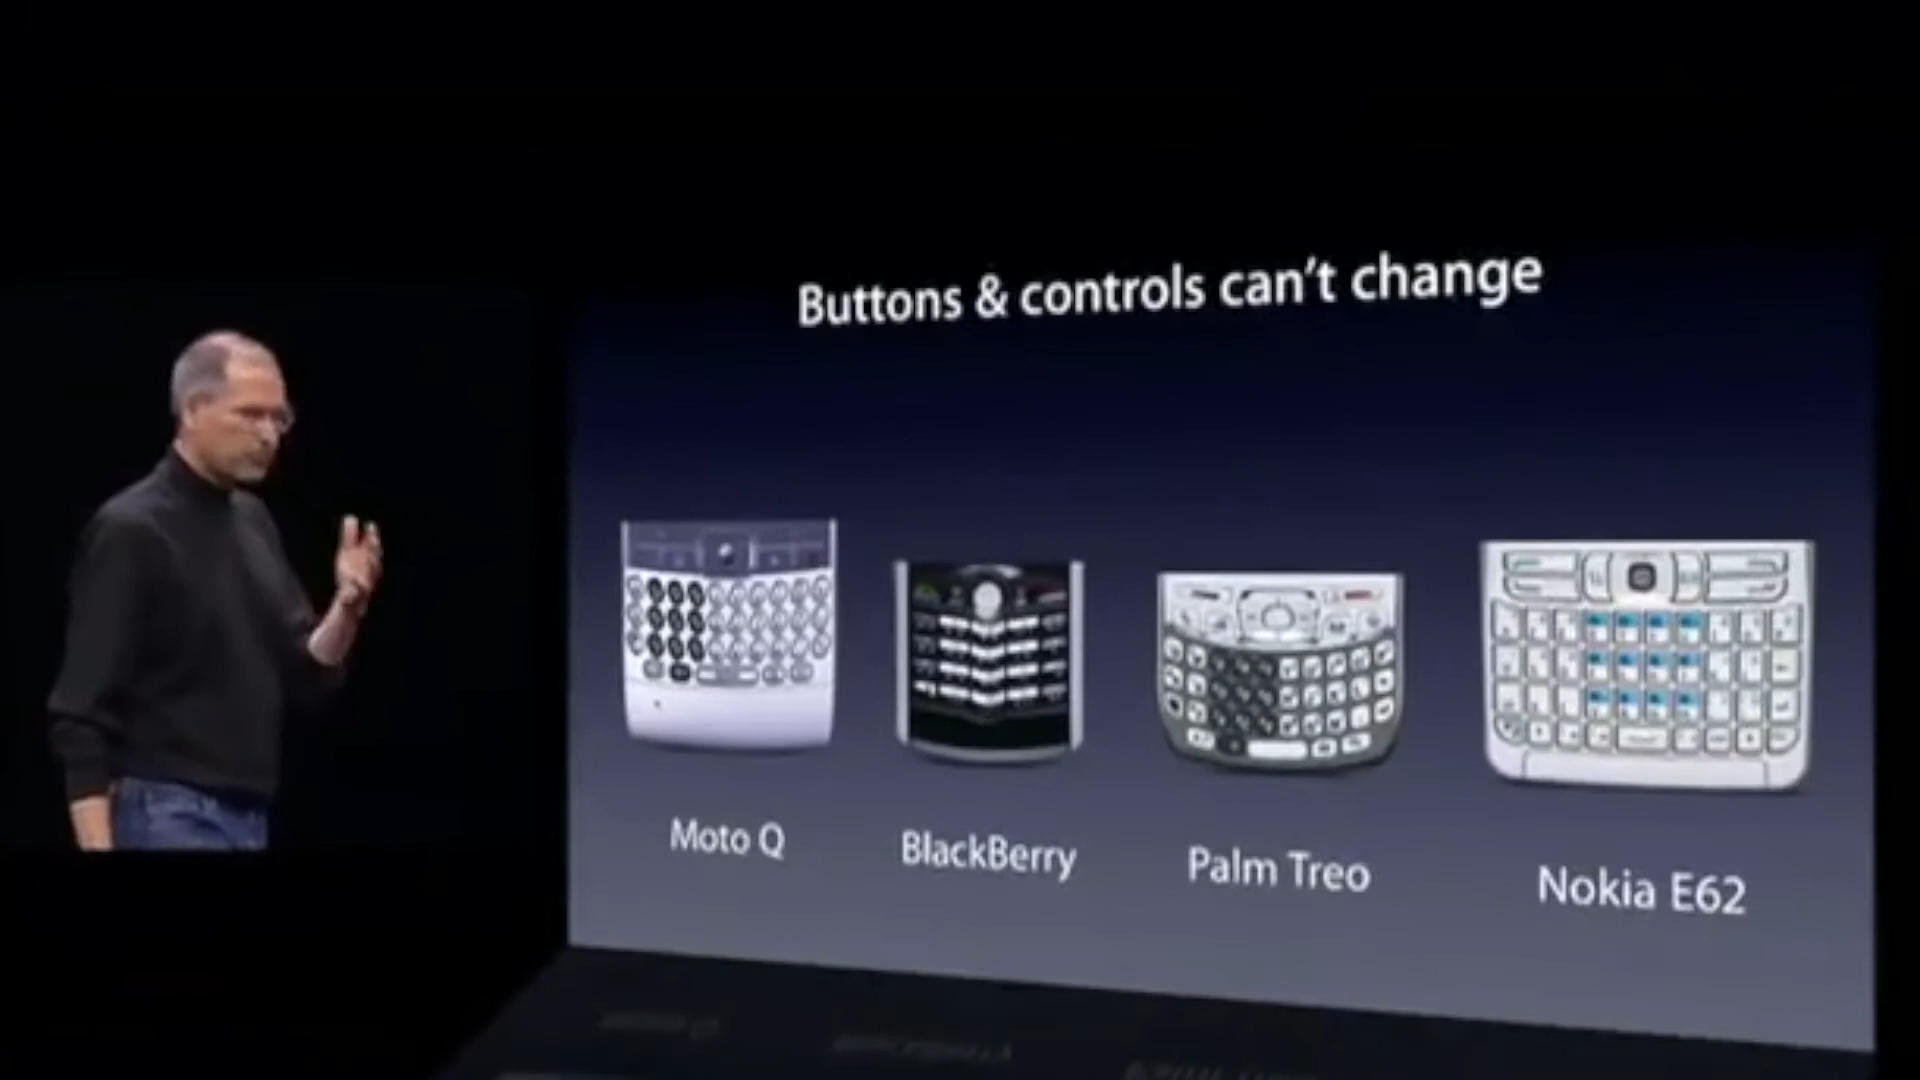 Buttons & controls can't change
Moto Q
BlackBerry
Palm Treo
Nokia E62